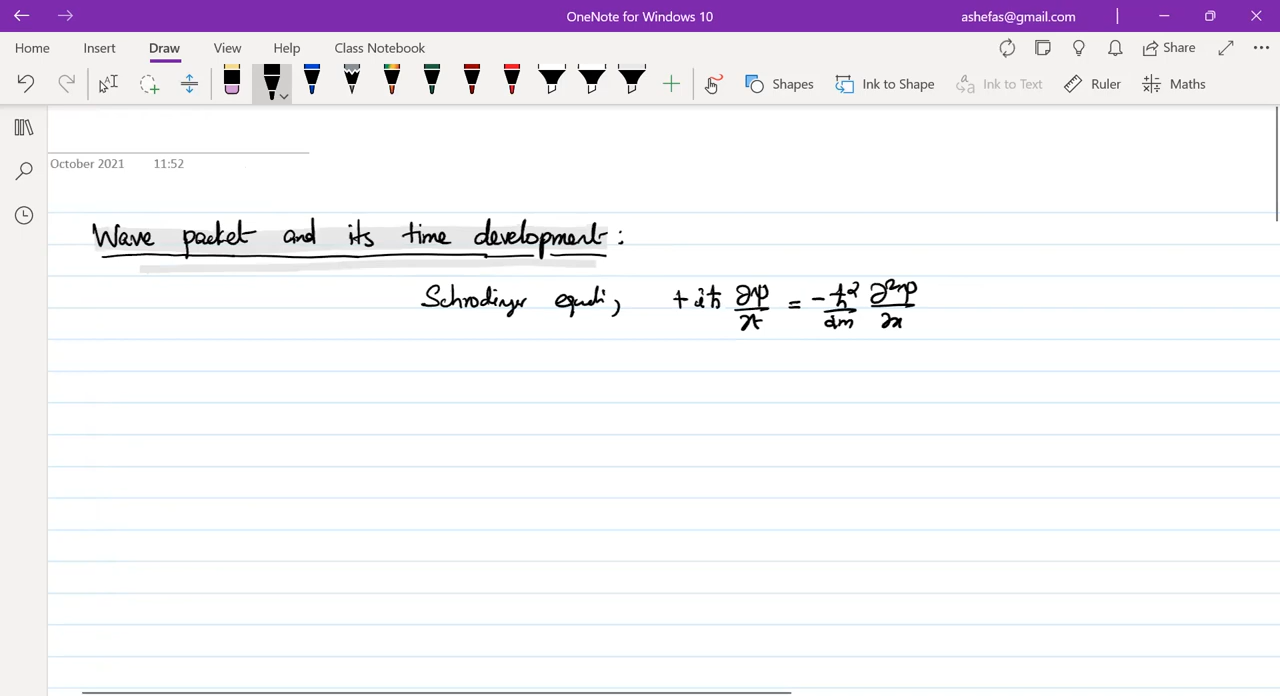 OneNote for Windows 10
ashefas@gmail.com
Home Insert Draw View Help Class Notebook Share
Shapes Ink to Shape Ink to Text Ruler Maths
October 2021 11:52
Wave packet and its time development :
Schrodinger equati, +iħ ∂ψ/∂t = -ħ²/2m ∂²ψ/∂x